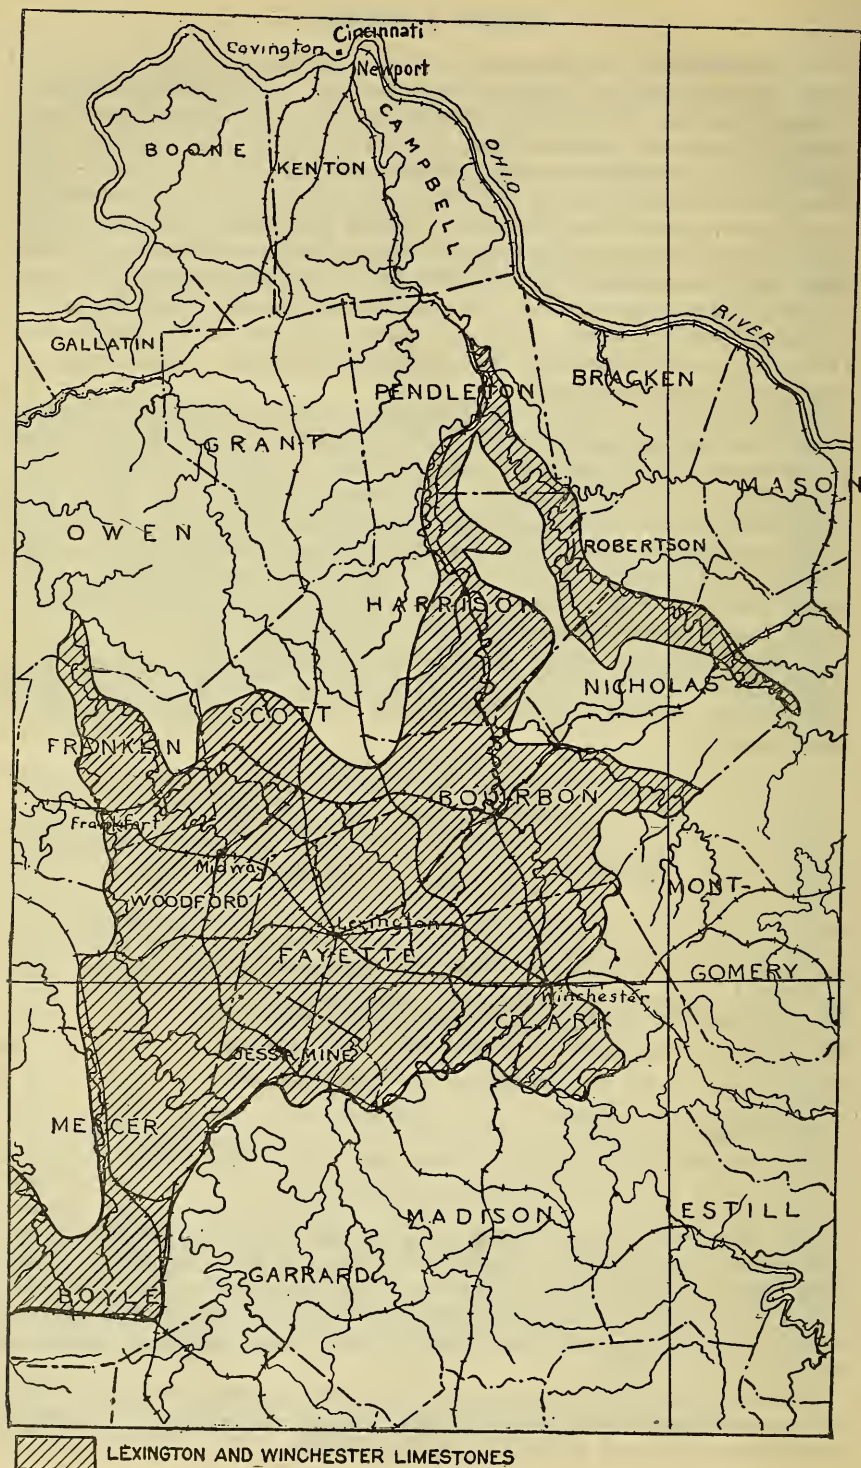 Cincinnati
Covington
Newport
CAMPBELL
BOONE
KENTON
OHIO
RIVER
GALLATIN
PENDLETON
BRACKEN
GRANT
MASON
OWEN
ROBERTSON
HARRISON
NICHOLAS
SCOTT
FRANKLIN
BOURBON
Frankfort
Midway
MONT-
WOODFORD
Lexington
FAYETTE
GOMERY
Winchester
CLARK
JESSAMINE
MERCER
MADISON
ESTILL
GARRARD
BOYLE
LEXINGTON AND WINCHESTER LIMESTONES